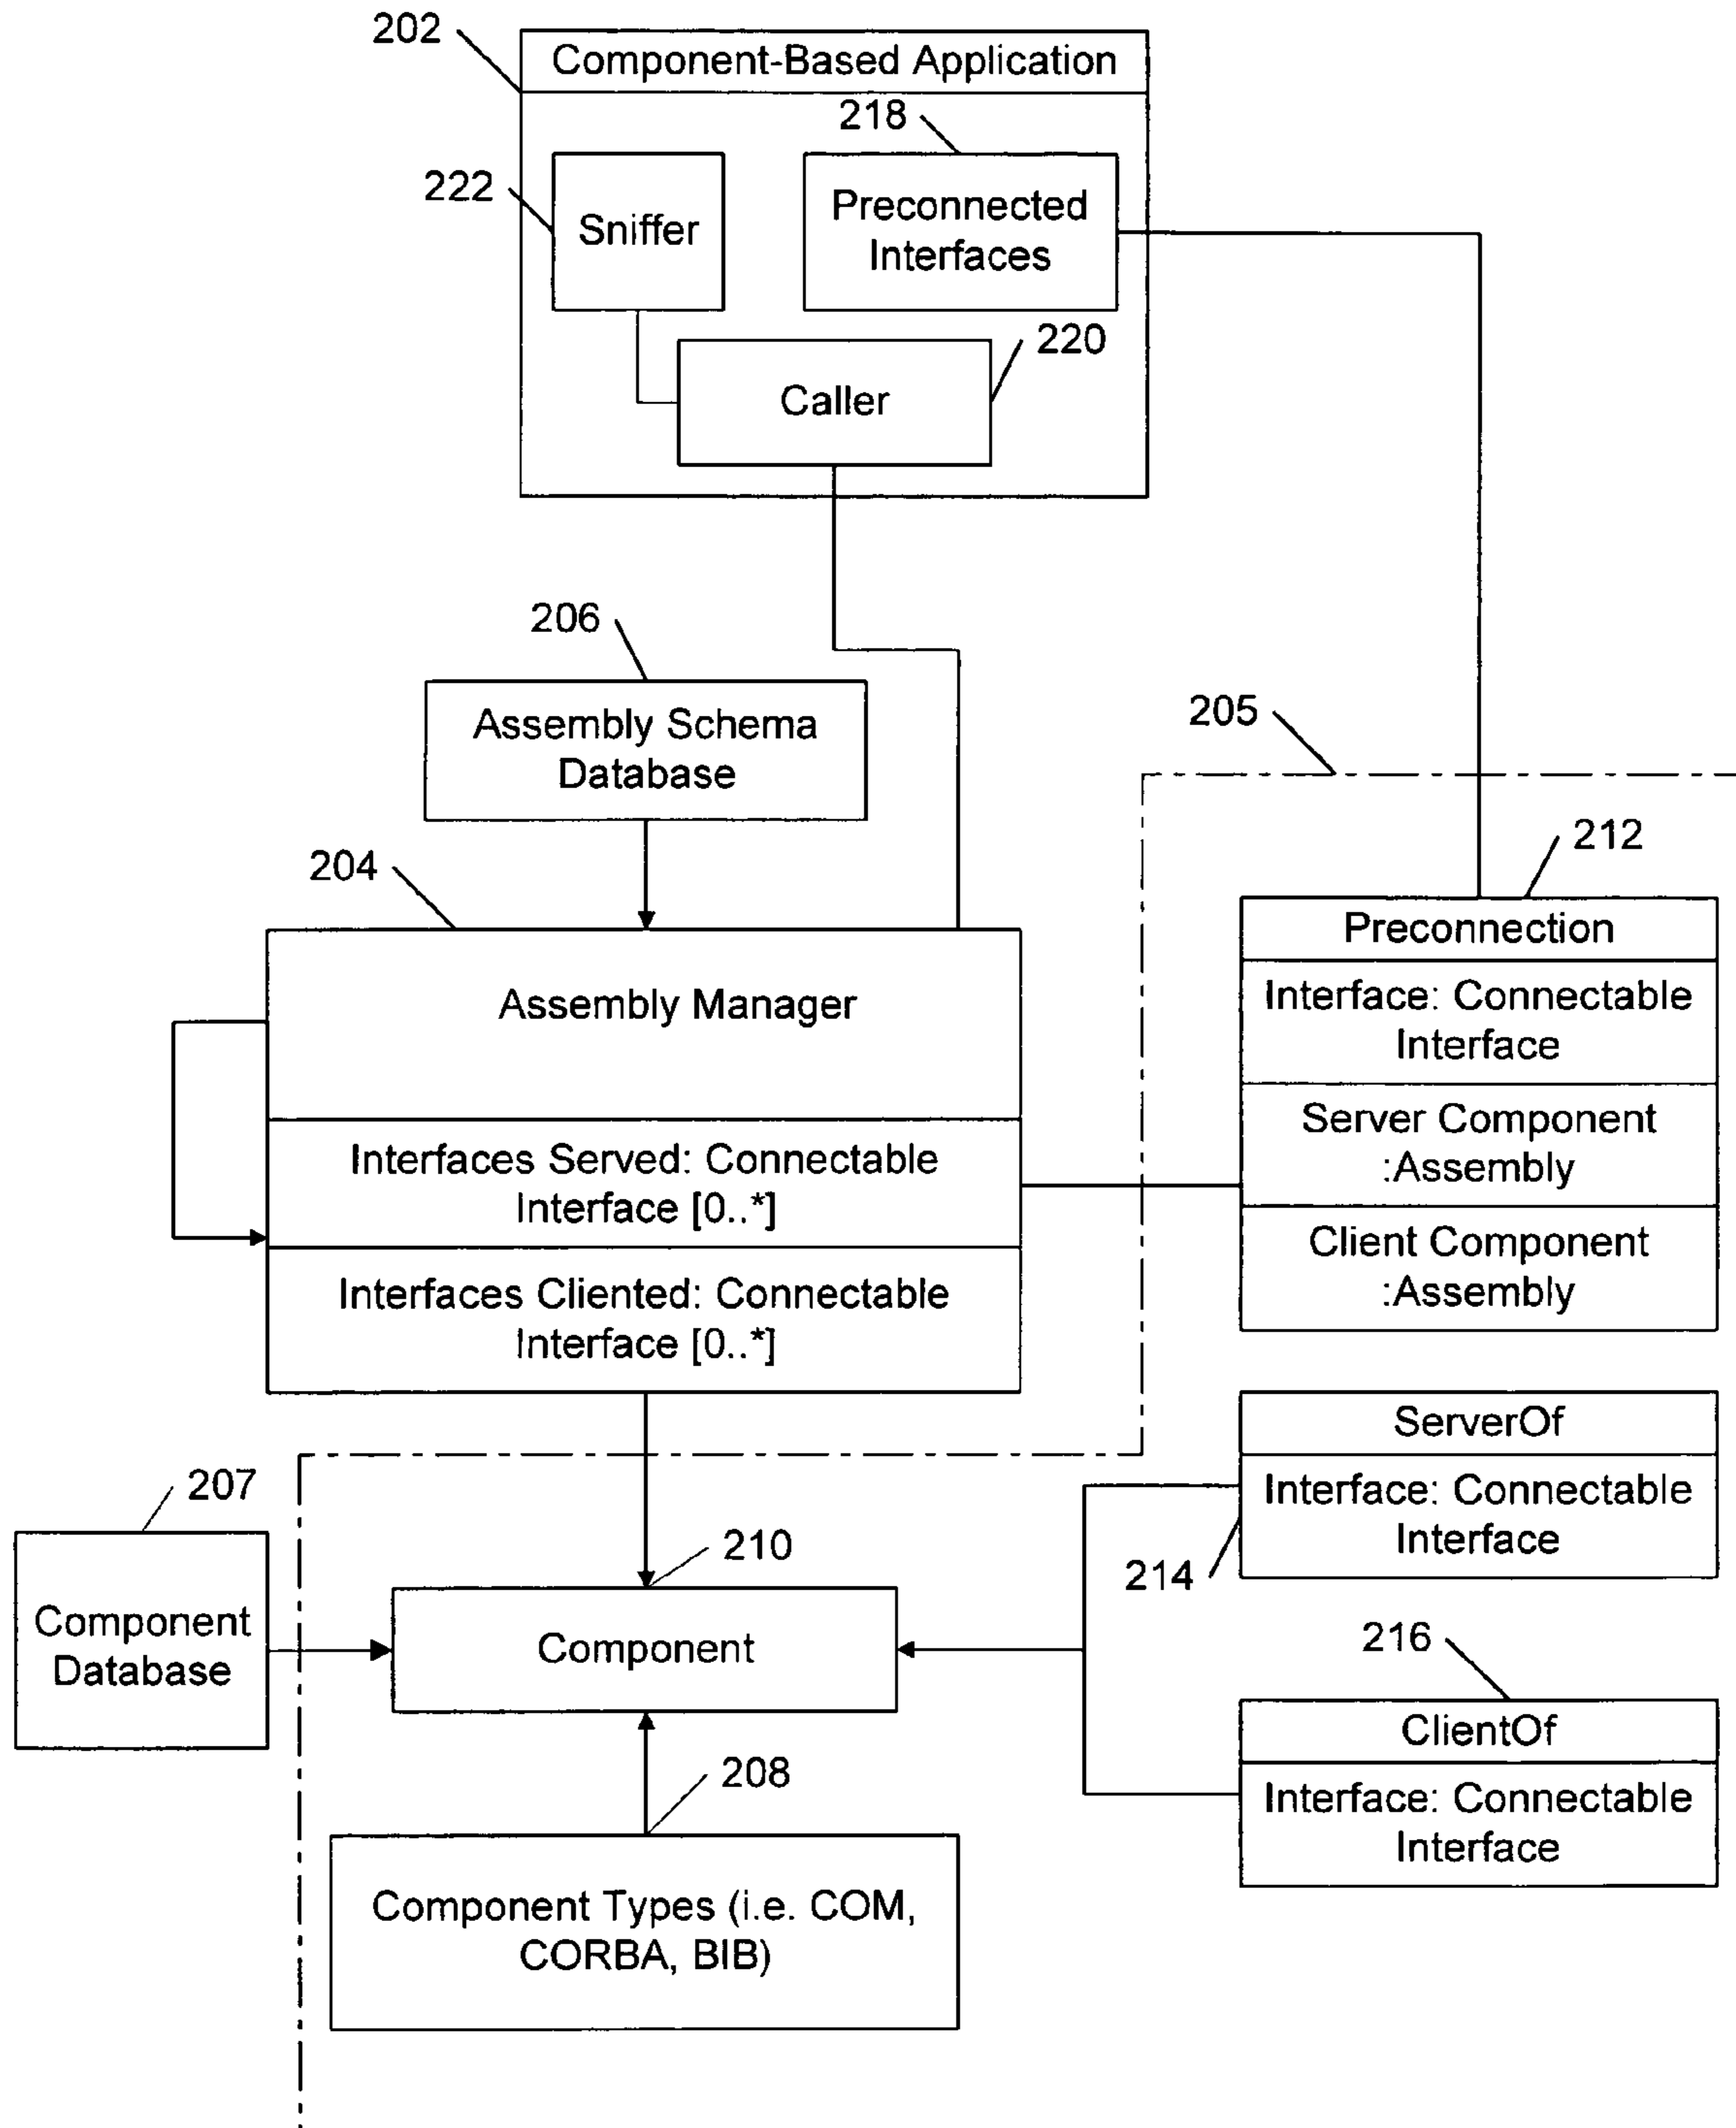 202
Component-Based Application
218
222
Sniffer
Preconnected
Interfaces
220
Caller
206
Assembly Schema
Database
205
204
212
Assembly Manager
Preconnection
Interface: Connectable
Interface
Interfaces Served: Connectable
Interface [0..*]
Server Component
:Assembly
Interfaces Cliented: Connectable
Interface [0..*]
Client Component
:Assembly
ServerOf
Interface: Connectable
Interface
214
207
210
Component
Database
Component
216
ClientOf
Interface: Connectable
Interface
208
Component Types (i.e. COM,
CORBA, BIB)